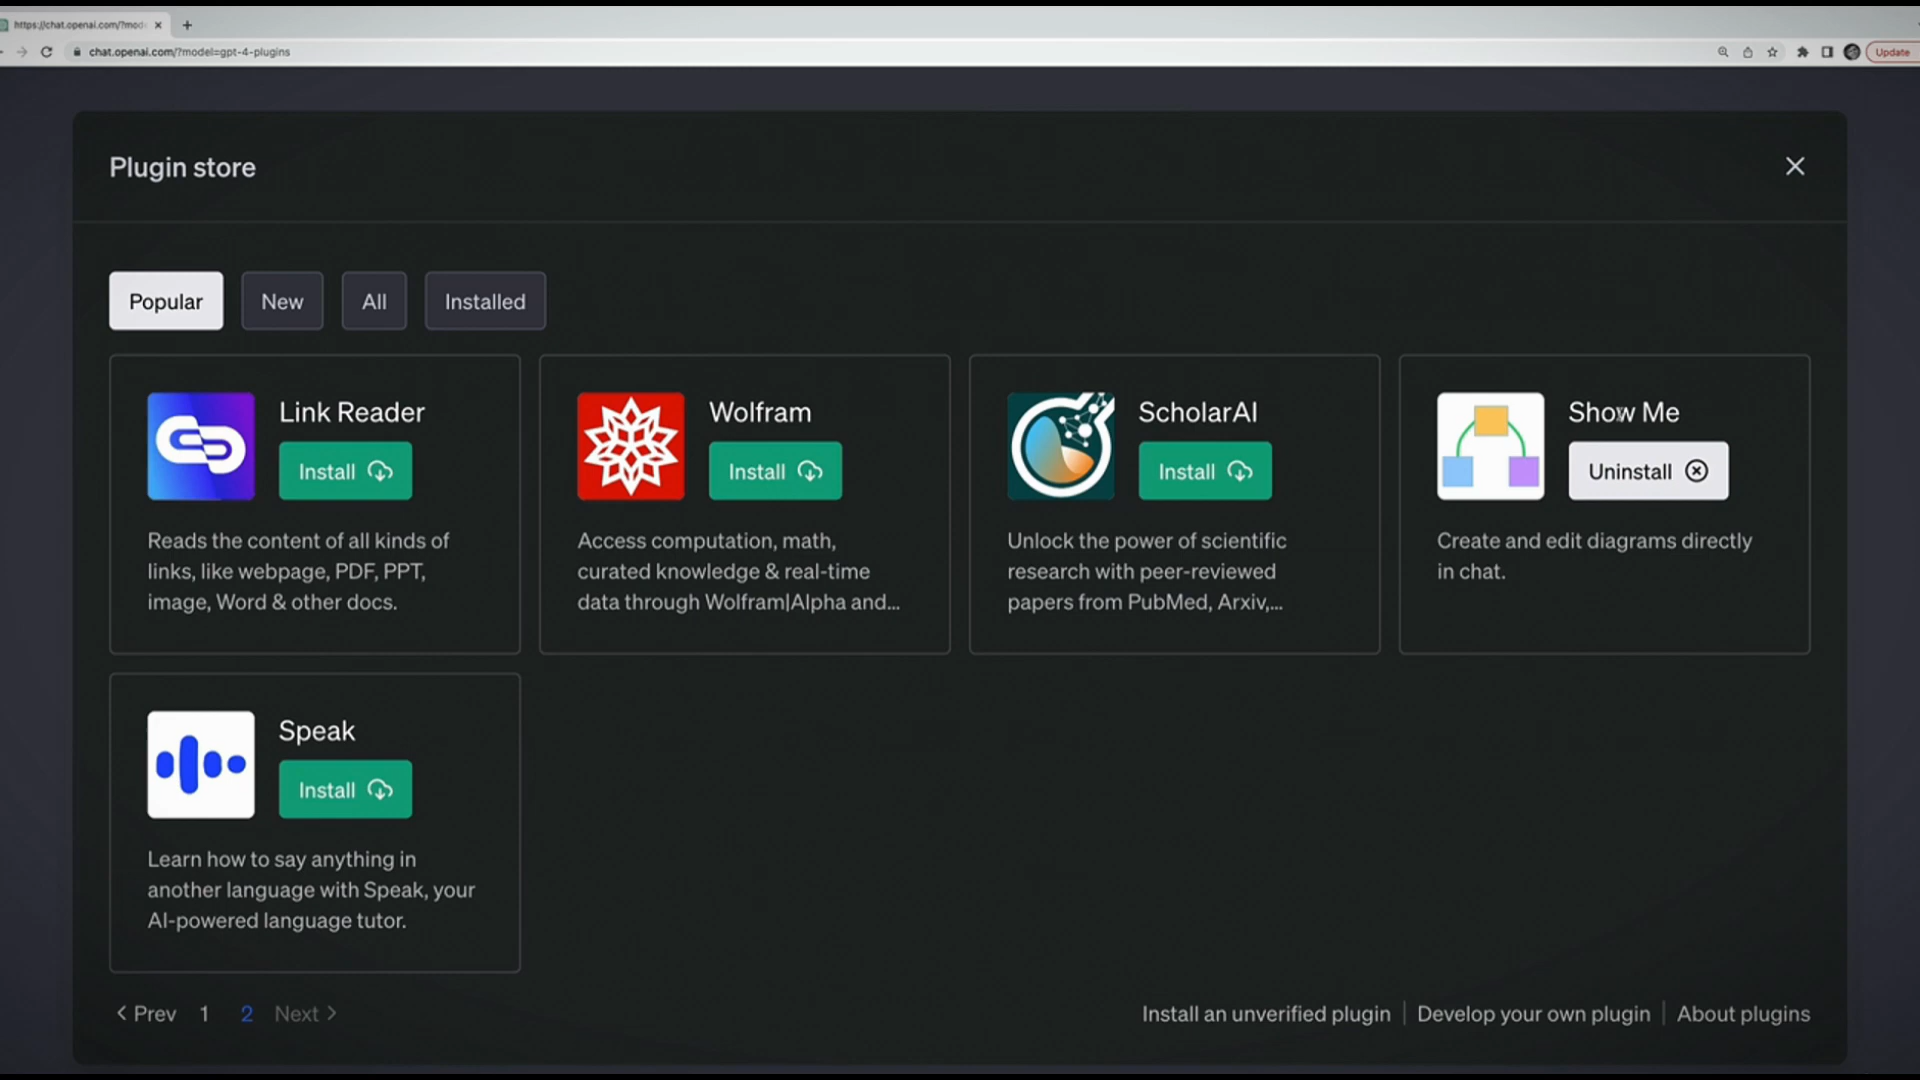 https://chat.openai.com/?mod
chat.openai.com/?model=gpt-4-plugins
Update
Plugin store
Popular
New
All
Installed
Link Reader
Install
Reads the content of all kinds of
links, like webpage, PDF, PPT,
image, Word & other docs.
Wolfram
Install
Access computation, math,
curated knowledge & real-time
data through Wolfram|Alpha and...
ScholarAI
Install
Unlock the power of scientific
research with peer-reviewed
papers from PubMed, Arxiv,...
Show Me
Uninstall
Create and edit diagrams directly
in chat.
Speak
Install
Learn how to say anything in
another language with Speak, your
AI-powered language tutor.
Prev
1
2
Next
Install an unverified plugin
Develop your own plugin
About plugins